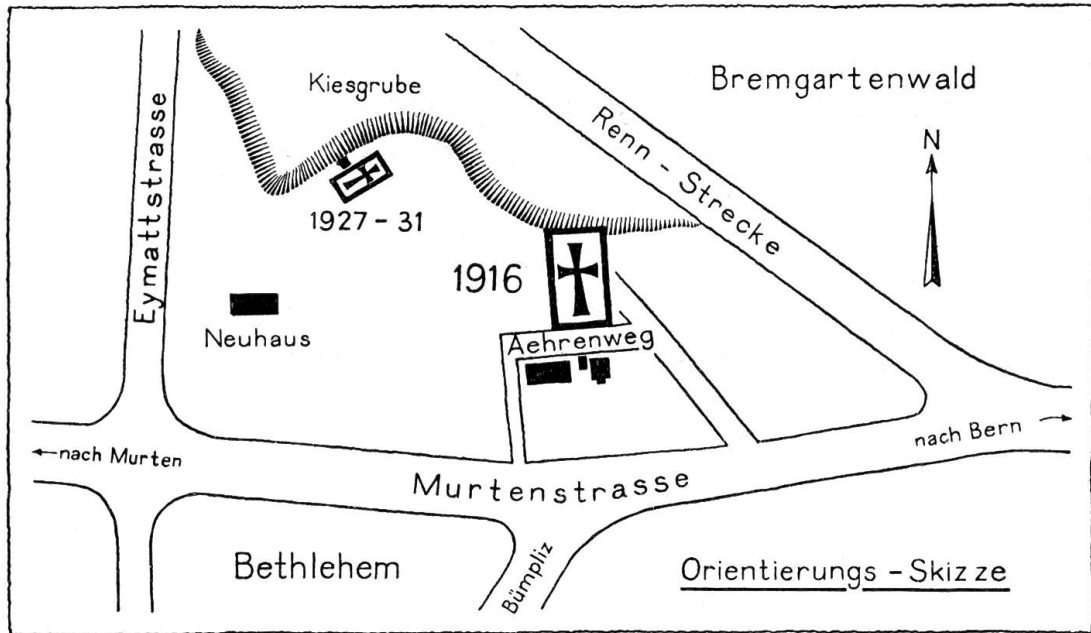 Kiesgrube
Bremgartenwald
Eymattstrasse
Renn - Strecke
N
1927 - 31
1916
Neuhaus
Aehrenweg
← nach Murten
nach Bern →
Murtenstrasse
Bethlehem
Bümpliz
Orientierungs - Skizze